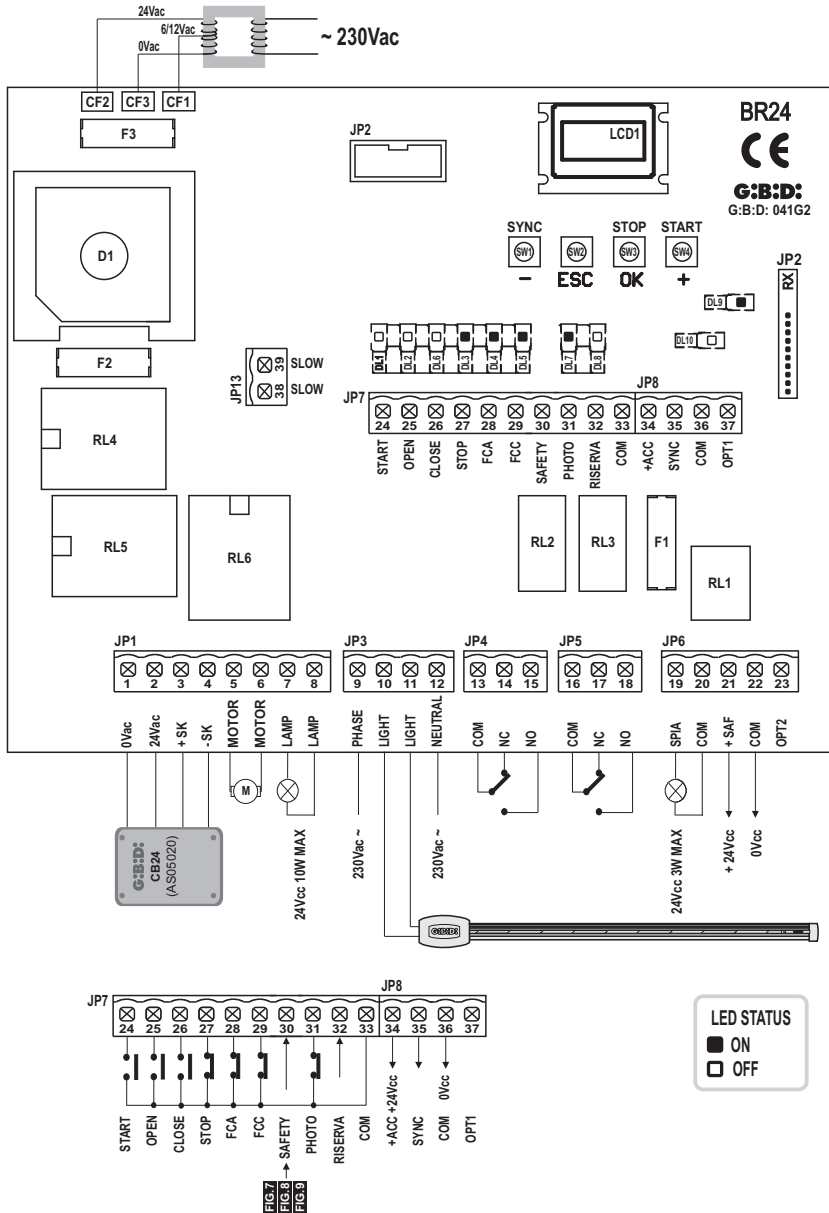 24Vac
6/12Vac
0Vac
~ 230Vac
CF2 CF3 CF1
F3
JP2
LCD1
BR24
CE
G:B:D:
G:B:D: 041G2
D1
SYNC STOP START
SW1 SW2 SW3 SW4
- ESC OK +
JP2
RX
DL9
DL10
F2
JP13
39 SLOW
38 SLOW
DL1 DL2 DL6 DL3 DL4 DL5 DL7 DL8
JP7 JP8
24 25 26 27 28 29 30 31 32 33 34 35 36 37
START OPEN CLOSE STOP FCA FCC SAFETY PHOTO RISERVA COM +ACC SYNC COM OPT1
RL4
RL5
RL6
RL2
RL3
F1
RL1
JP1 JP3 JP4 JP5 JP6
1 2 3 4 5 6 7 8 9 10 11 12 13 14 15 16 17 18 19 20 21 22 23
0Vac 24Vac +SK -SK MOTOR MOTOR LAMP LAMP PHASE LIGHT LIGHT NEUTRAL COM NC NO COM NC NO SPIA COM +SAF COM OPT2
M
G:B:D:
CB24
(AS05020)
24Vcc 10W MAX
230Vac ~
230Vac ~
24Vcc 3W MAX
+24Vcc
0Vcc
G:B:D:
JP7 JP8
24 25 26 27 28 29 30 31 32 33 34 35 36 37
START OPEN CLOSE STOP FCA FCC SAFETY PHOTO RISERVA COM +ACC +24Vcc SYNC COM 0Vcc OPT1
FIG.7
FIG.8
FIG.9
LED STATUS
ON
OFF